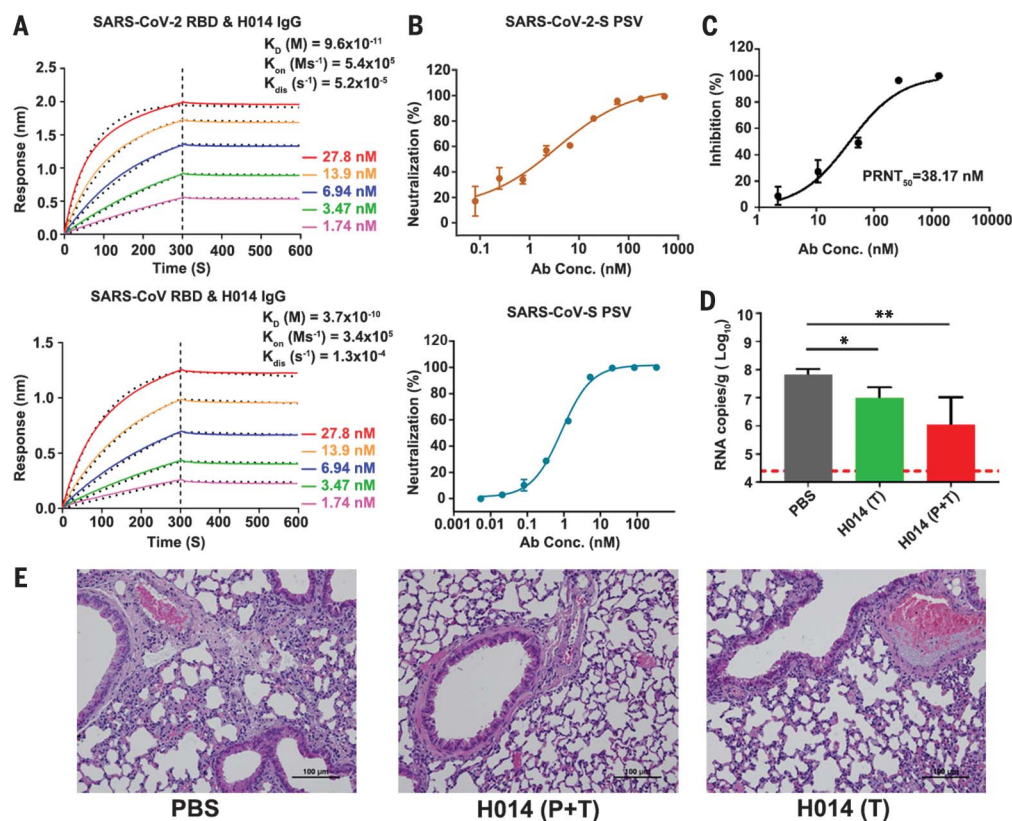 A
SARS-CoV-2 RBD & H014 IgG
K_D (M) = 9.6x10⁻¹¹
K_on (Ms⁻¹) = 5.4x10⁵
K_dis (s⁻¹) = 5.2x10⁻⁵
Response (nm)
2.5
2.0
1.5
1.0
0.5
0.0
0 100 200 300 400 500 600
Time (S)
27.8 nM
13.9 nM
6.94 nM
3.47 nM
1.74 nM
SARS-CoV RBD & H014 IgG
K_D (M) = 3.7x10⁻¹⁰
K_on (Ms⁻¹) = 3.4x10⁵
K_dis (s⁻¹) = 1.3x10⁻⁴
Response (nm)
1.5
1.0
0.5
0.0
0 100 200 300 400 500 600
Time (S)
27.8 nM
13.9 nM
6.94 nM
3.47 nM
1.74 nM
B
SARS-CoV-2-S PSV
Neutralization (%)
120
100
80
60
40
20
0
0.1 1 10 100 1000
Ab Conc. (nM)
SARS-CoV-S PSV
Neutralization (%)
120
100
80
60
40
20
0
0.001 0.01 0.1 1 10 100
Ab Conc. (nM)
C
Inhibition (%)
120
100
80
60
40
20
0
PRNT₅₀=38.17 nM
1 10 100 1000 10000
Ab Conc. (nM)
D
RNA copies/g ( Log₁₀)
10
9
8
7
6
5
4
**
*
PBS
H014 (T)
H014 (P+T)
E
100 μm
100 μm
100 μm
PBS
H014 (P+T)
H014 (T)